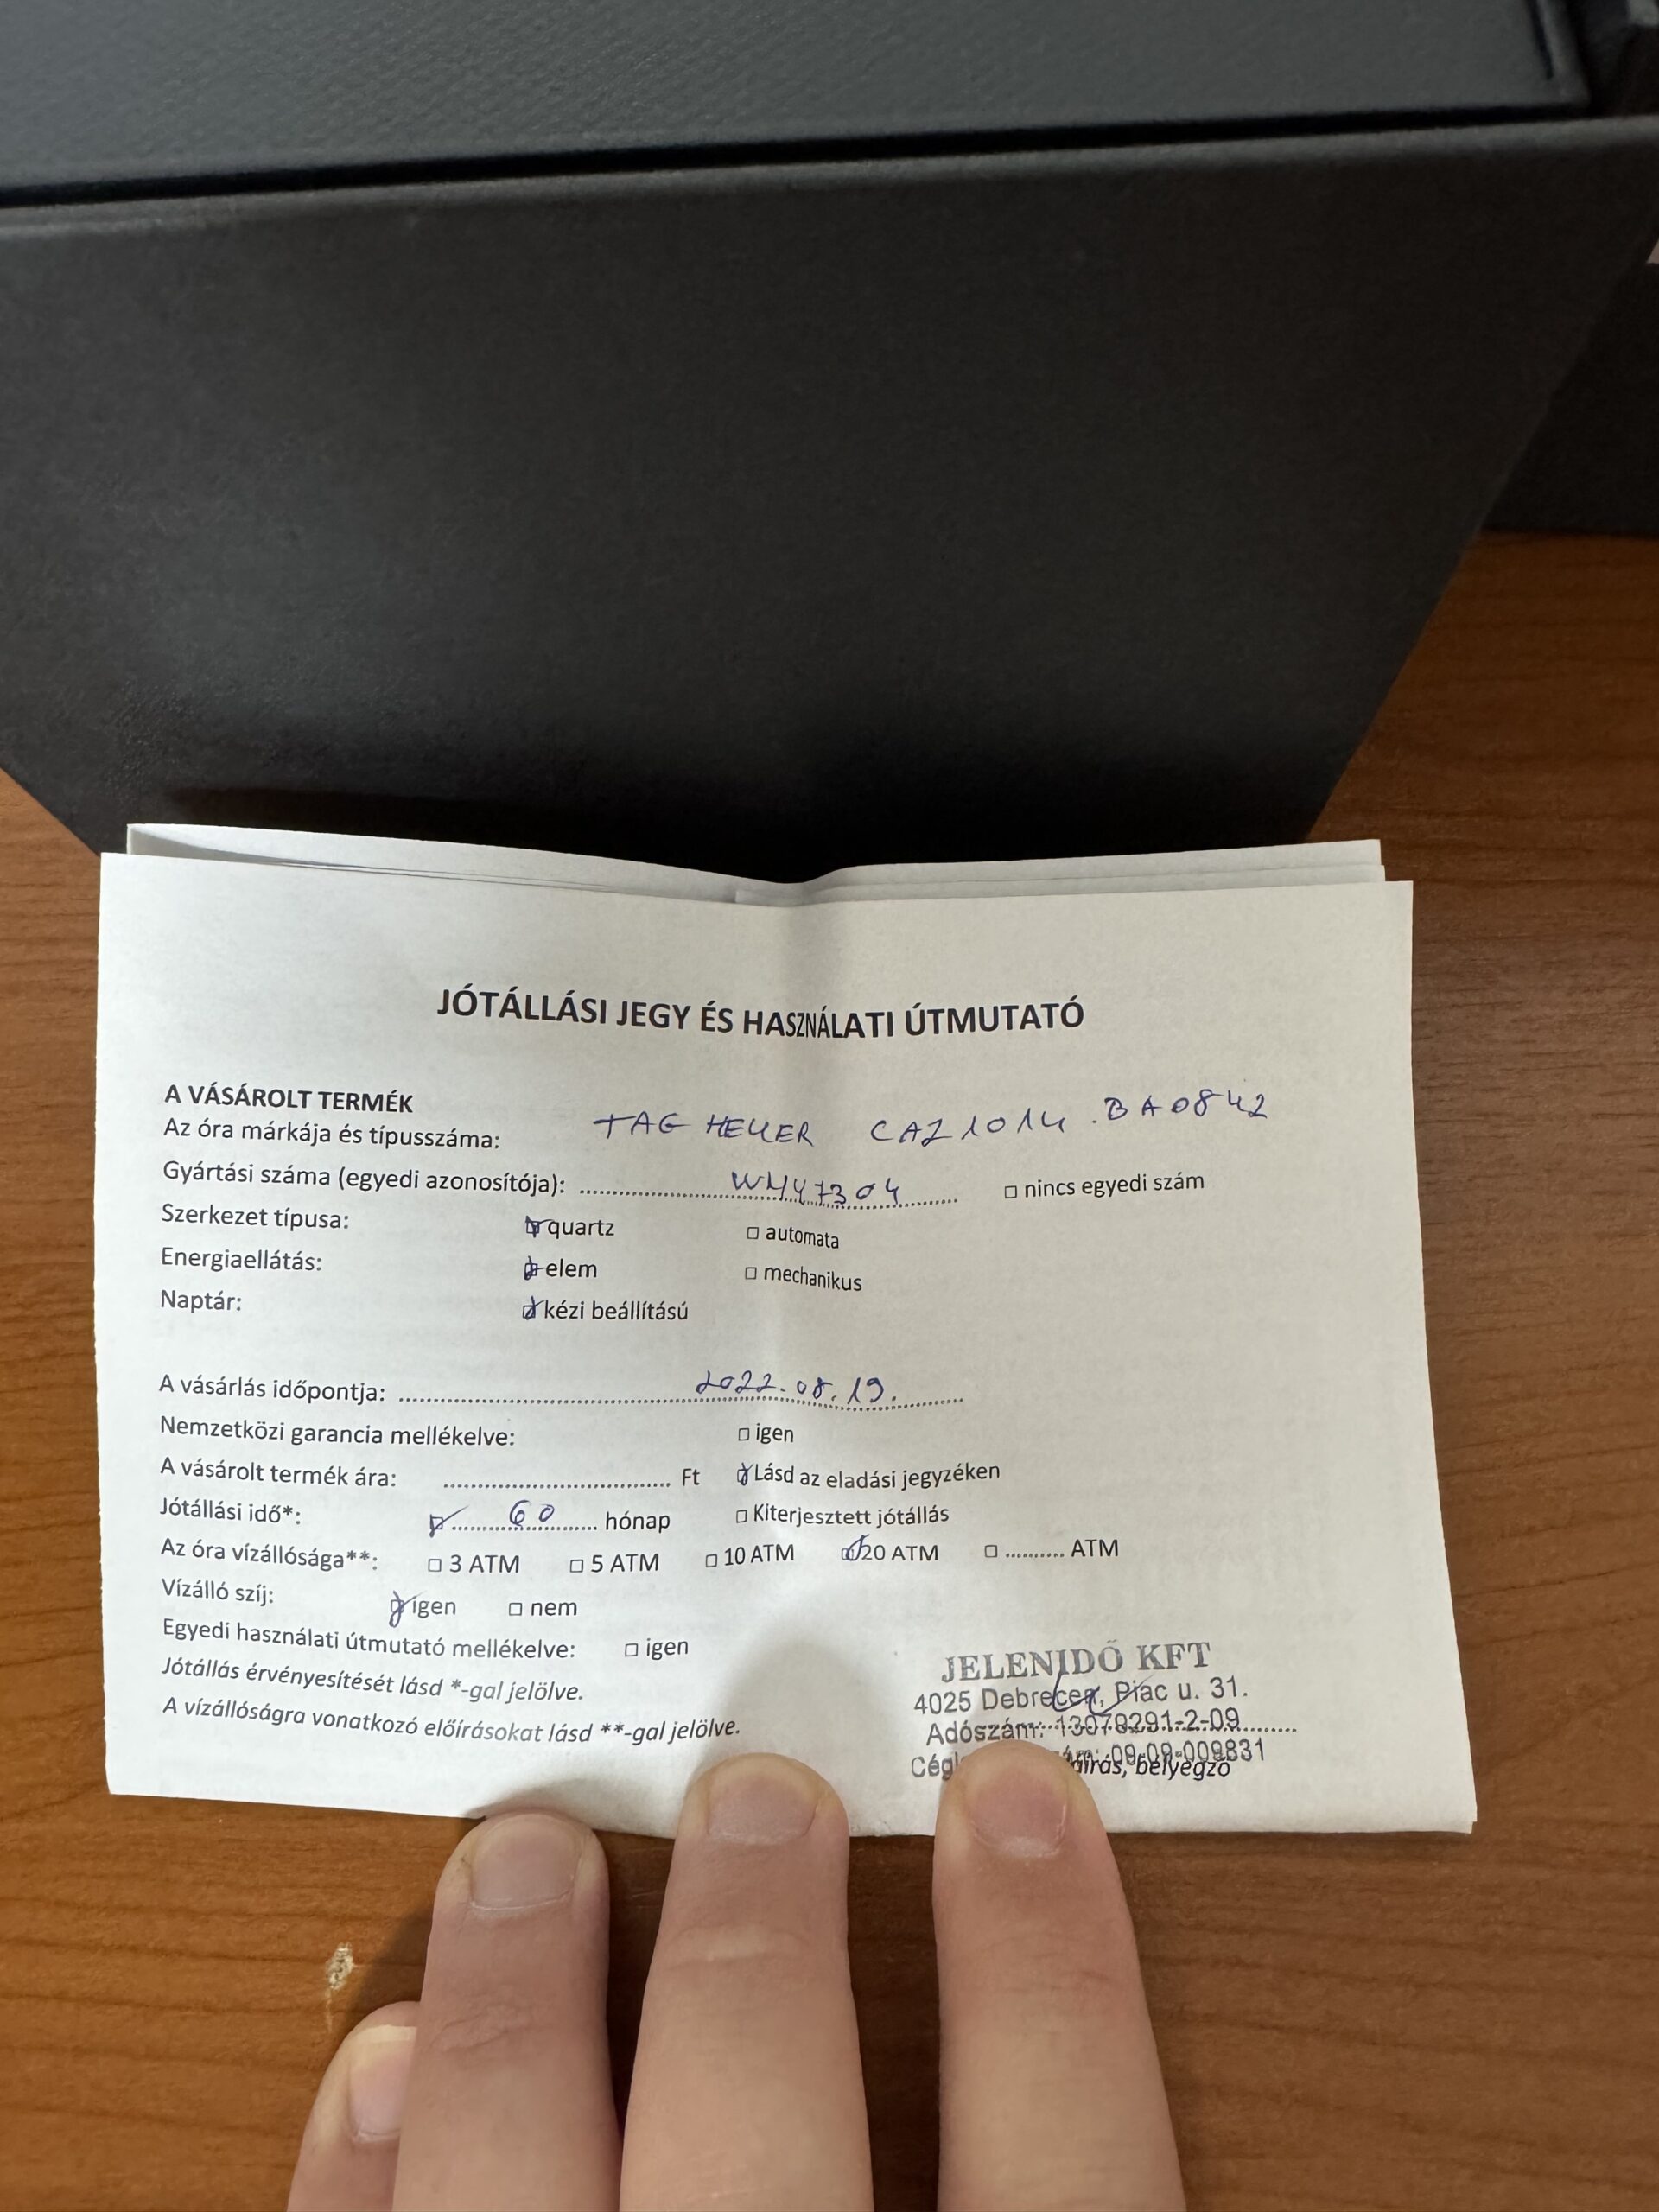 JÓTÁLLÁSI JEGY ÉS HASZNÁLATI ÚTMUTATÓ
A VÁSÁROLT TERMÉK
Az óra márkája és típusszáma: TAG HEUER CAZ1014.BA0842
Gyártási száma (egyedi azonosítója): WMY7304 □ nincs egyedi szám
Szerkezet típusa: ☑ quartz □ automata
Energiaellátás: ☑ elem □ mechanikus
Naptár: ☑ kézi beállítású
A vásárlás időpontja: 2022.08.19.
Nemzetközi garancia mellékelve: □ igen
A vásárolt termék ára: .......... Ft ☑ Lásd az eladási jegyzéken
Jótállási idő*: ☑ 60 hónap □ Kiterjesztett jótállás
Az óra vízállósága**: □ 3 ATM □ 5 ATM □ 10 ATM ☑ 20 ATM □ .......... ATM
Vízálló szíj: ☑ igen □ nem
Egyedi használati útmutató mellékelve: □ igen
Jótállás érvényesítését lásd *-gal jelölve.
A vízállóságra vonatkozó előírásokat lásd **-gal jelölve.
JELENIDŐ KFT
4025 Debrecen, Piac u. 31.
Adószám: 13078291-2-09
09-09-009831
bélyegző